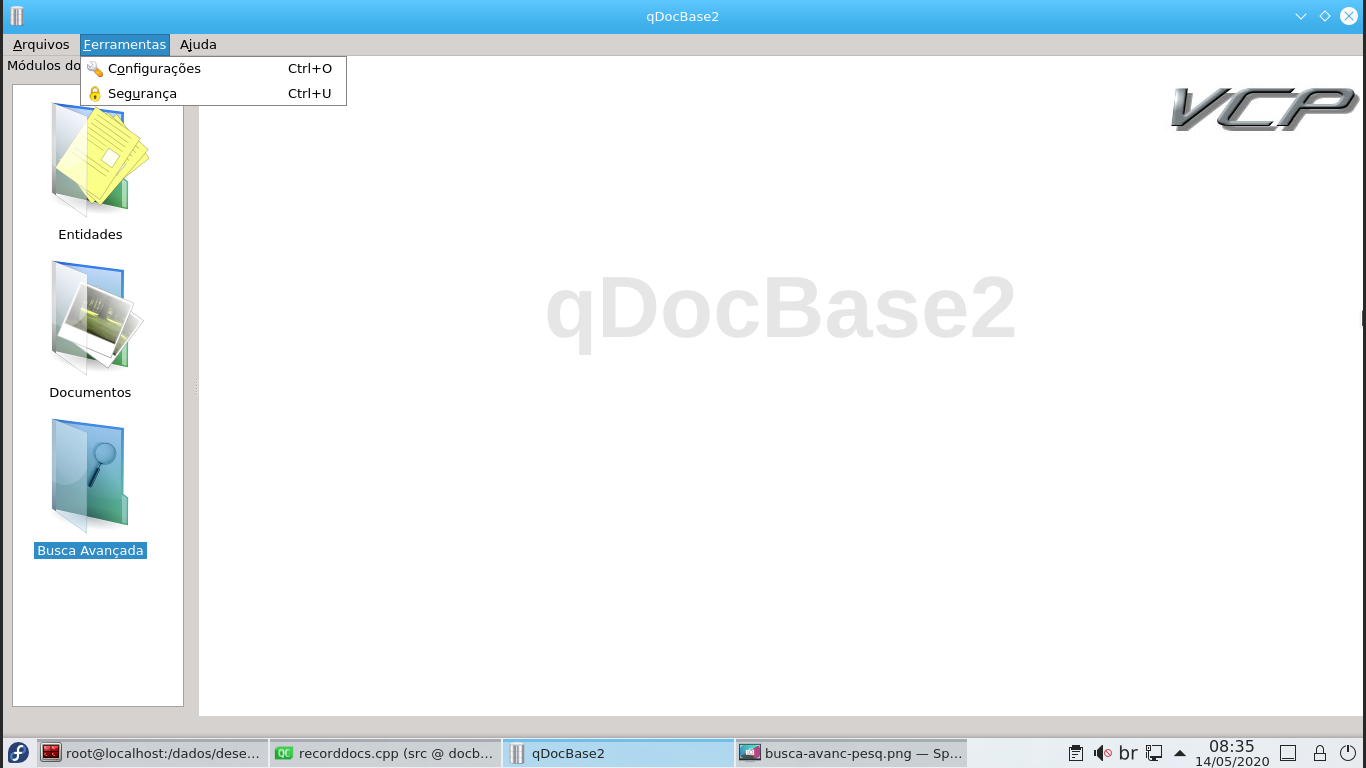 qDocBase2
Arquivos Ferramentas Ajuda
Módulos do
Configurações Ctrl+O
Segurança Ctrl+U
VCP
Entidades
qDocBase2
Documentos
Busca Avançada
root@localhost:/dados/dese...
QC recorddocs.cpp (src @ docb...
qDocBase2
busca-avanc-pesq.png — Sp...
br
08:35
14/05/2020